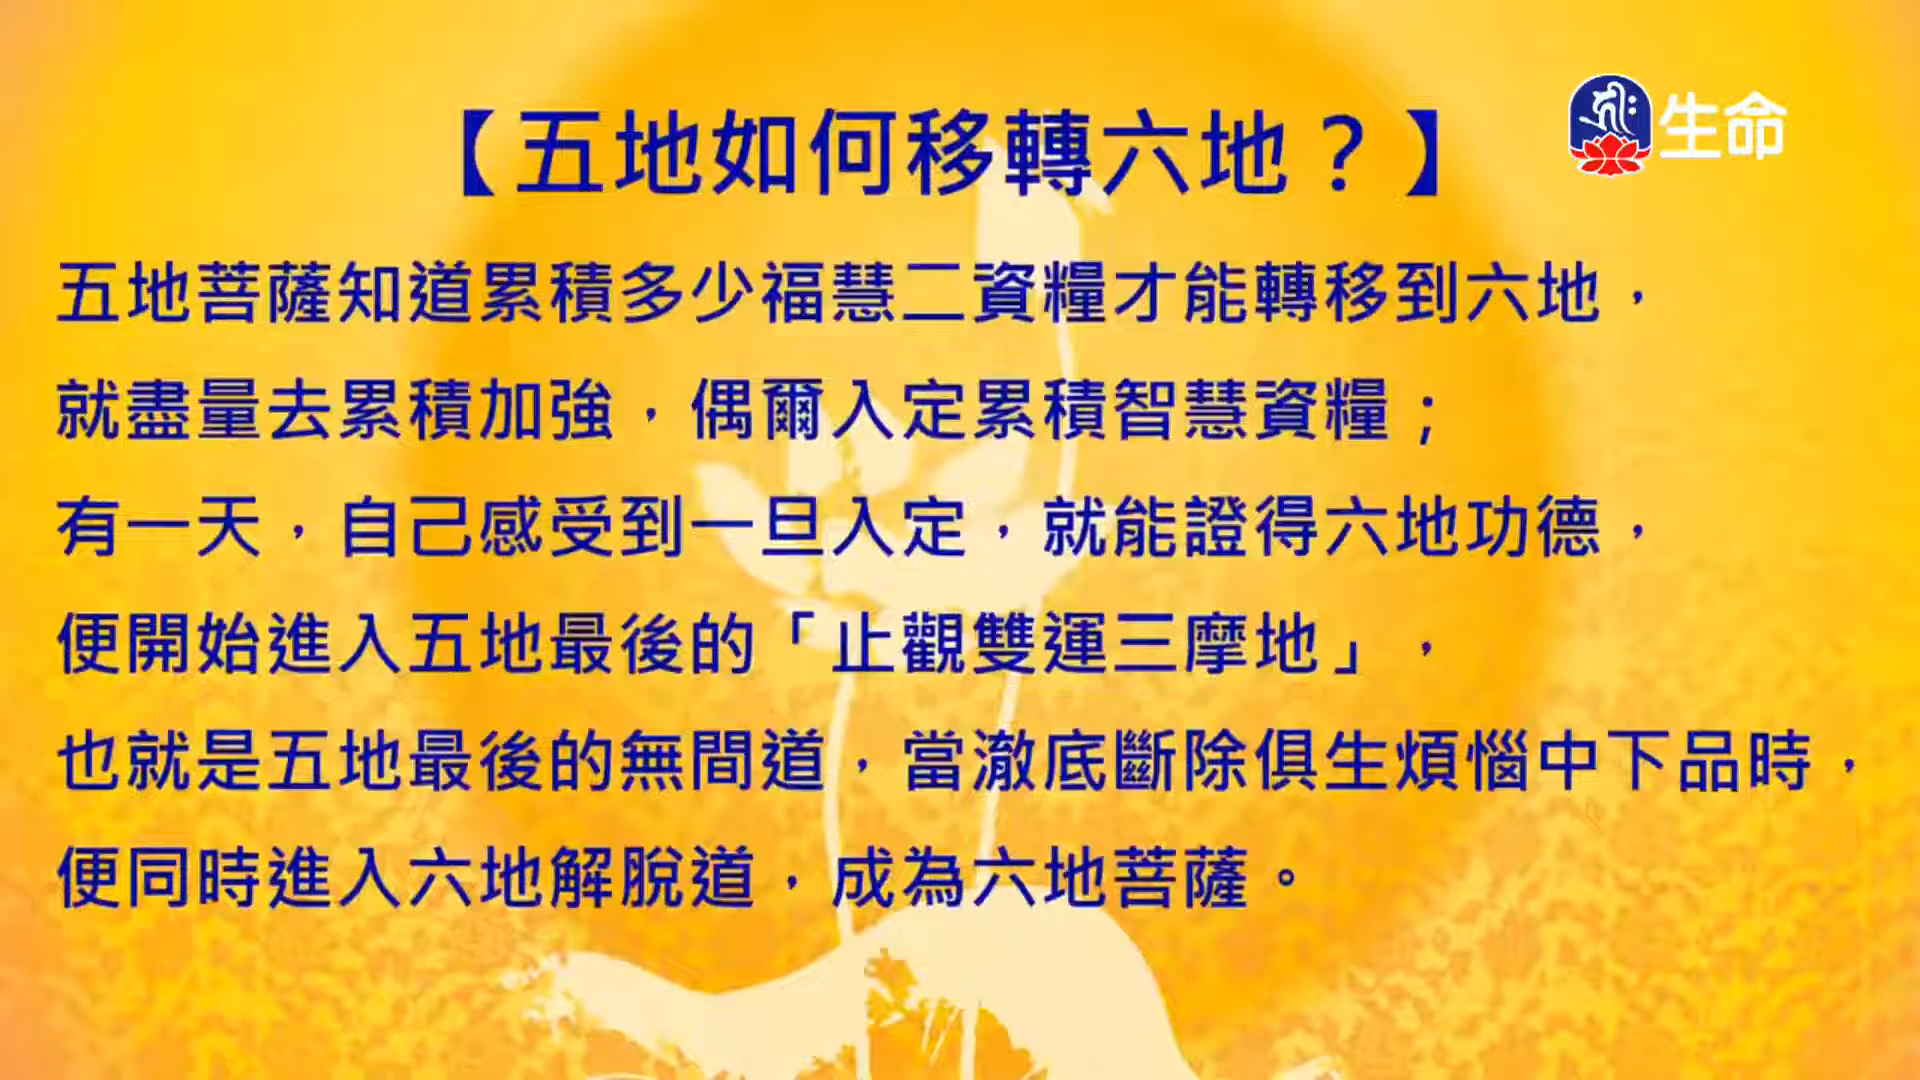 【五地如何移轉六地？】
生命
五地菩薩知道累積多少福慧二資糧才能轉移到六地，
就盡量去累積加強，偶爾入定累積智慧資糧；
有一天，自己感受到一旦入定，就能證得六地功德，
便開始進入五地最後的「止觀雙運三摩地」，
也就是五地最後的無間道，當澈底斷除俱生煩惱中下品時，
便同時進入六地解脫道，成為六地菩薩。